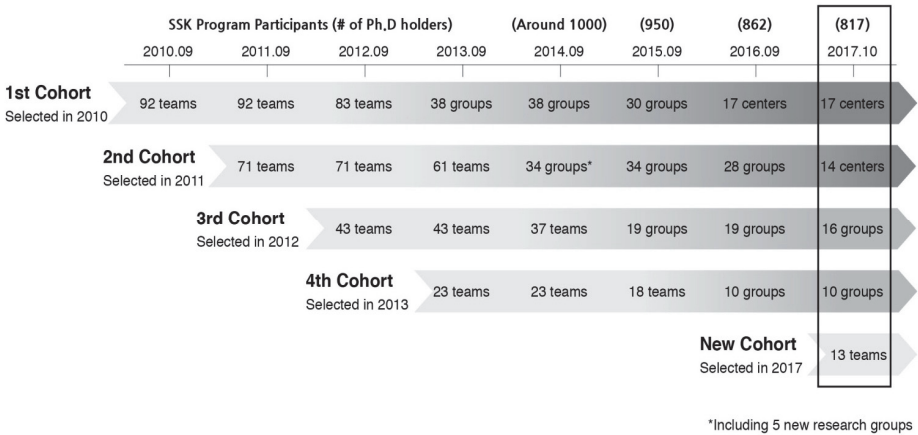 SSK Program Participants (# of Ph.D holders) (Around 1000) (950) (862) (817)
2010.09 2011.09 2012.09 2013.09 2014.09 2015.09 2016.09 2017.10
1st Cohort
Selected in 2010
92 teams 92 teams 83 teams 38 groups 38 groups 30 groups 17 centers 17 centers
2nd Cohort
Selected in 2011
71 teams 71 teams 61 teams 34 groups* 34 groups 28 groups 14 centers
3rd Cohort
Selected in 2012
43 teams 43 teams 37 teams 19 groups 19 groups 16 groups
4th Cohort
Selected in 2013
23 teams 23 teams 18 teams 10 groups 10 groups
New Cohort
Selected in 2017
13 teams
*Including 5 new research groups